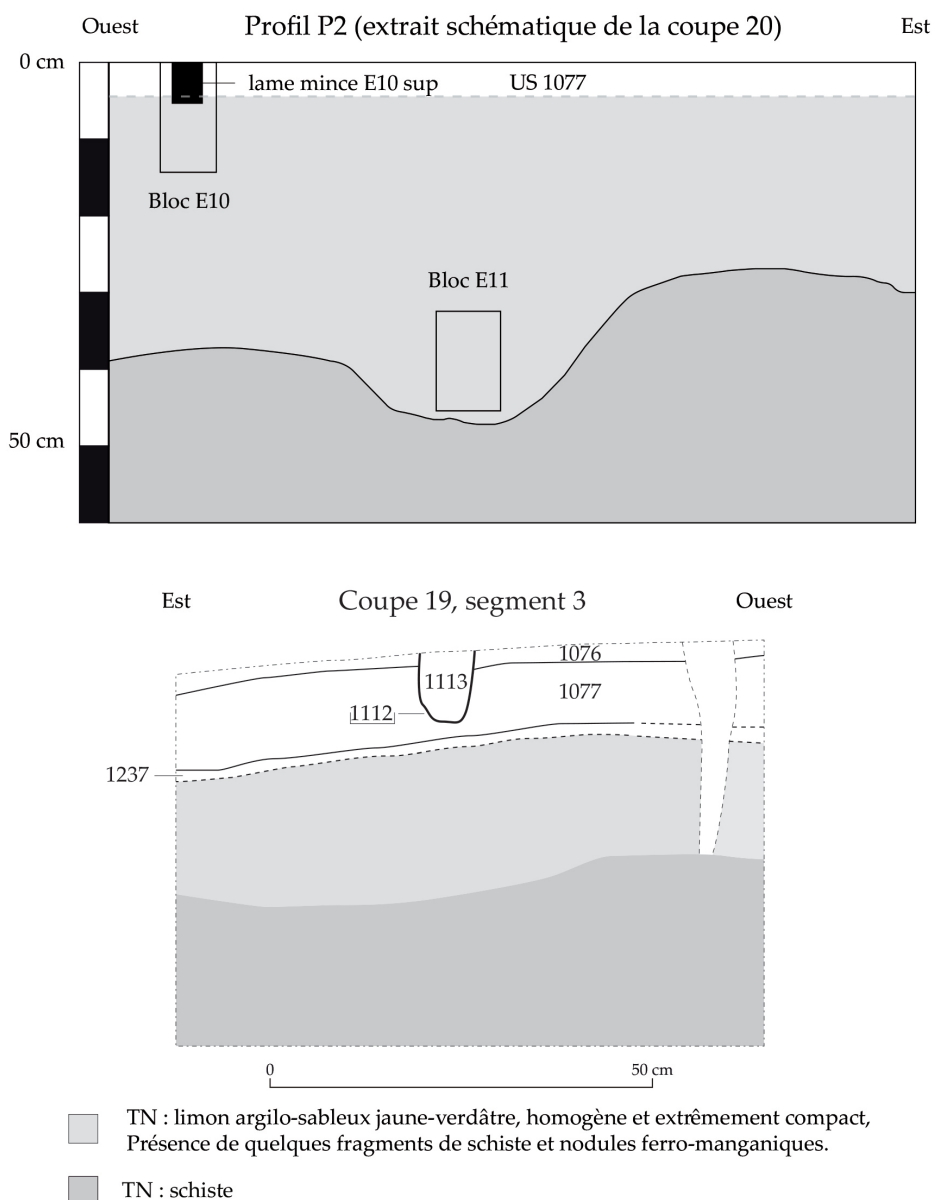 Ouest
Profil P2 (extrait schématique de la coupe 20)
Est
0 cm
lame mince E10 sup
US 1077
Bloc E10
Bloc E11
50 cm
Est
Coupe 19, segment 3
Ouest
1076
1113
1077
1112
1237
0
50 cm
TN : limon argilo-sableux jaune-verdâtre, homogène et extrêmement compact,
Présence de quelques fragments de schiste et nodules ferro-manganiques.
TN : schiste